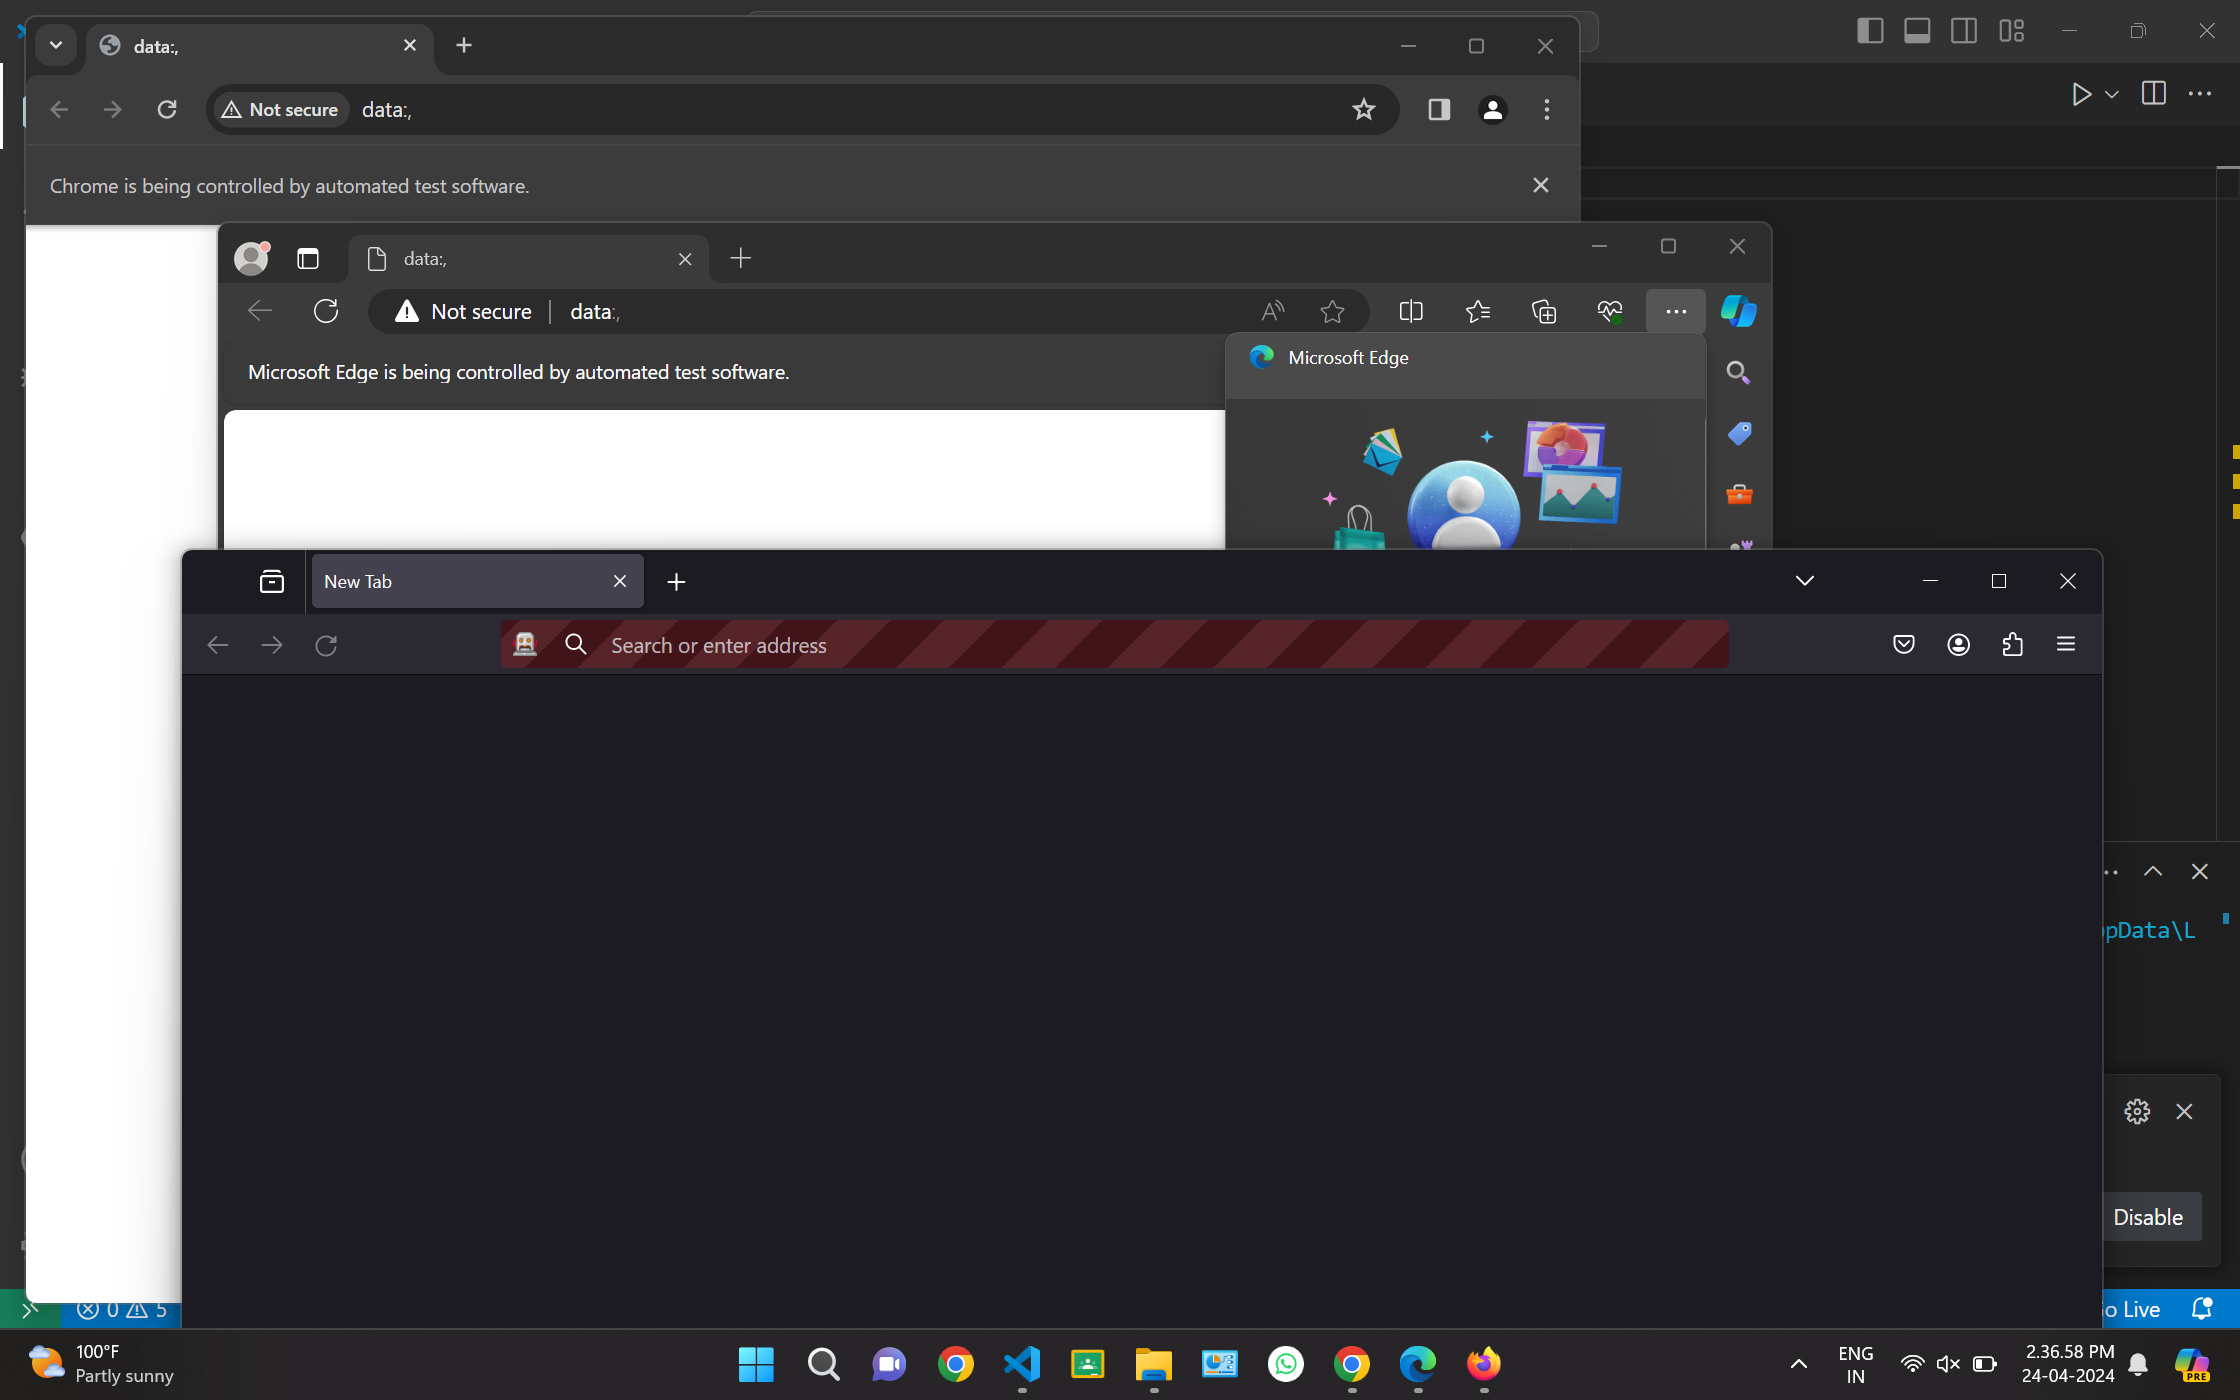 data:,
Not secure data:,
Chrome is being controlled by automated test software.
data:,
Not secure data:,
Microsoft Edge is being controlled by automated test software.
Microsoft Edge
New Tab
Search or enter address
ppData\L
Disable
0 5
o Live
100°F
Partly sunny
ENG
IN
2.36.58 PM
24-04-2024
PRE